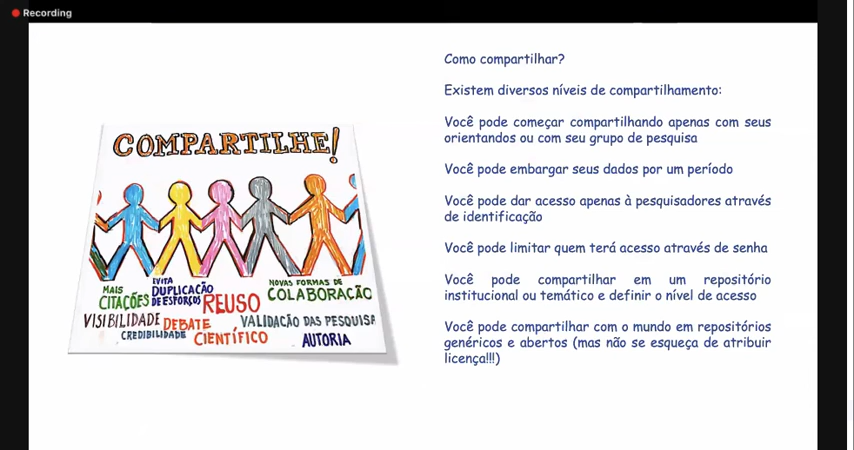 Recording
COMPARTILHE!
MAIS
CITAÇÕES
EVITA
DUPLICAÇÃO
DE ESFORÇOS
REUSO
NOVAS FORMAS DE
COLABORAÇÃO
VISIBILIDADE
DEBATE
CIENTÍFICO
CREDIBILIDADE
VALIDAÇÃO DAS PESQUISA
AUTORIA
Como compartilhar?
Existem diversos níveis de compartilhamento:
Você pode começar compartilhando apenas com seus
orientandos ou com seu grupo de pesquisa
Você pode embargar seus dados por um período
Você pode dar acesso apenas à pesquisadores através
de identificação
Você pode limitar quem terá acesso através de senha
Você pode compartilhar em um repositório
institucional ou temático e definir o nível de acesso
Você pode compartilhar com o mundo em repositórios
genéricos e abertos (mas não se esqueça de atribuir
licença!!!)